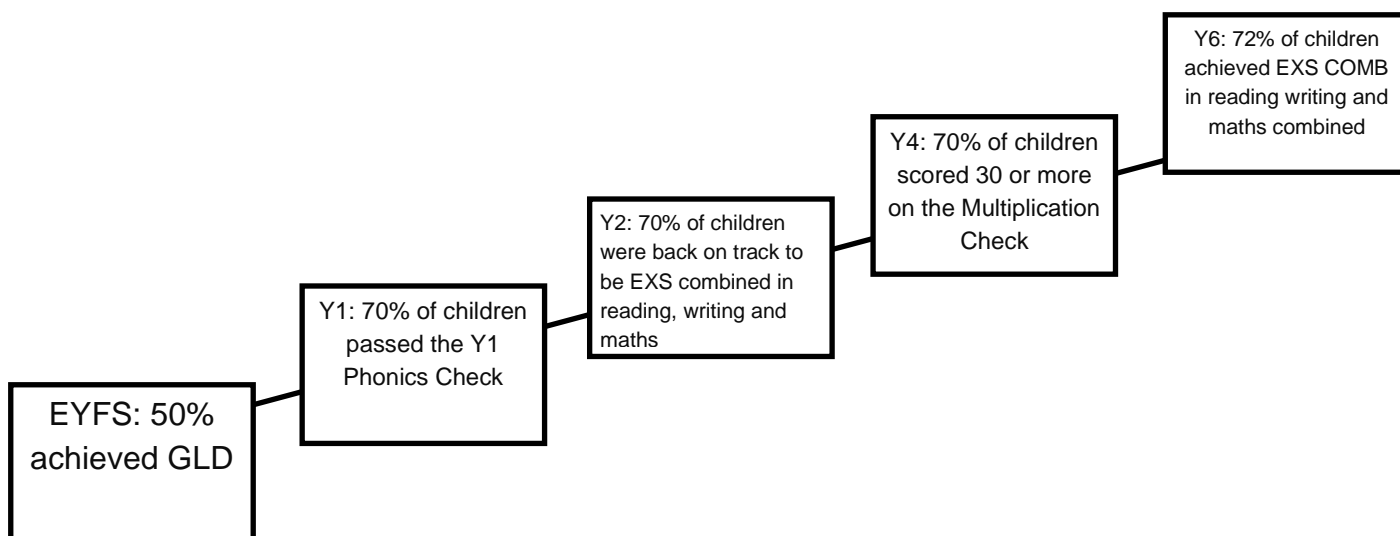 EYFS: 50%
achieved GLD
Y1: 70% of children
passed the Y1
Phonics Check
Y2: 70% of children
were back on track to
be EXS combined in
reading, writing and
maths
Y4: 70% of children
scored 30 or more
on the Multiplication
Check
Y6: 72% of children
achieved EXS COMB
in reading writing and
maths combined